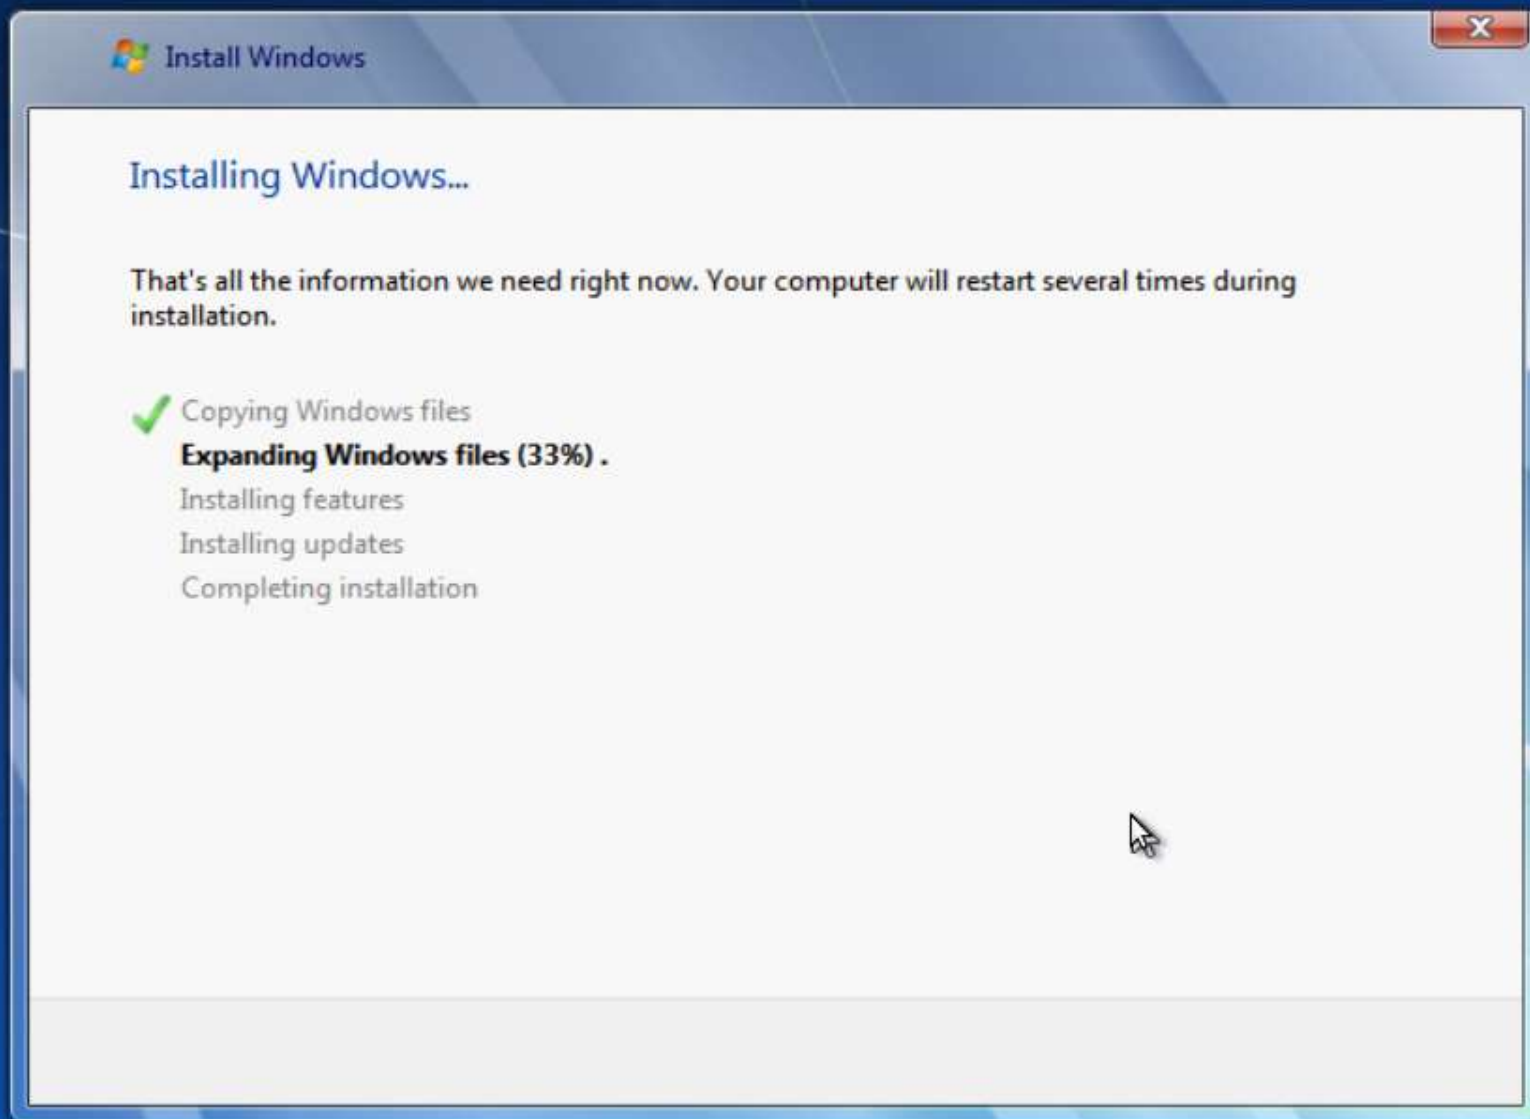 Install Windows
Installing Windows...
That's all the information we need right now. Your computer will restart several times during
installation.
Copying Windows files
Expanding Windows files (33%) .
Installing features
Installing updates
Completing installation